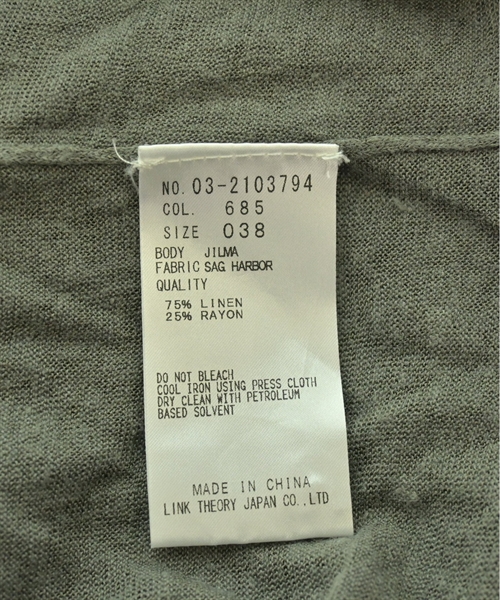 NO. 03-2103794
COL. 685
SIZE 038
BODY JILMA
FABRIC SAG HARBOR
QUALITY
75% LINEN
25% RAYON
DO NOT BLEACH
COOL IRON USING PRESS CLOTH
DRY CLEAN WITH PETROLEUM
BASED SOLVENT
MADE IN CHINA
LINK THEORY JAPAN CO.,LTD